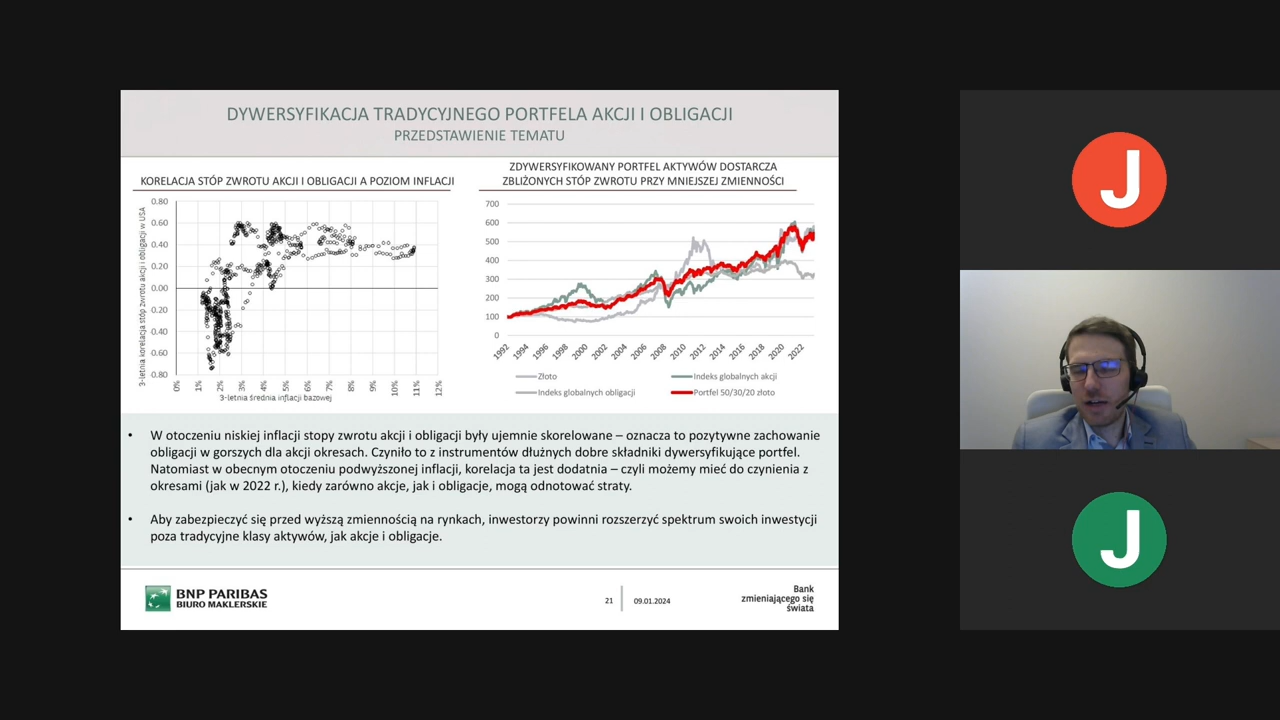 DYWERSYFIKACJA TRADYCYJNEGO PORTFELA AKCJI I OBLIGACJI
PRZEDSTAWIENIE TEMATU
KORELACJA STÓP ZWROTU AKCJI I OBLIGACJI A POZIOM INFLACJI
3-letnia korelacja stóp zwrotu akcji i obligacji w USA
0.80
0.60
0.40
0.20
0.00
0.20
0.40
0.60
0.80
0%
1%
2%
3%
4%
5%
6%
7%
8%
9%
10%
11%
12%
3-letnia średnia inflacji bazowej
ZDYWERSYFIKOWANY PORTFEL AKTYWÓW DOSTARCZA
ZBLIŻONYCH STÓP ZWROTU PRZY MNIEJSZEJ ZMIENNOŚCI
700
600
500
400
300
200
100
0
1992
1994
1996
1998
2000
2002
2004
2006
2008
2010
2012
2014
2016
2018
2020
2022
Złoto
Indeks globalnych akcji
Indeks globalnych obligacji
Portfel 50/30/20 złoto
• W otoczeniu niskiej inflacji stopy zwrotu akcji i obligacji były ujemnie skorelowane – oznacza to pozytywne zachowanie
obligacji w gorszych dla akcji okresach. Czyniło to z instrumentów dłużnych dobre składniki dywersyfikujące portfel.
Natomiast w obecnym otoczeniu podwyższonej inflacji, korelacja ta jest dodatnia – czyli możemy mieć do czynienia z
okresami (jak w 2022 r.), kiedy zarówno akcje, jak i obligacje, mogą odnotować straty.
• Aby zabezpieczyć się przed wyższą zmiennością na rynkach, inwestorzy powinni rozszerzyć spektrum swoich inwestycji
poza tradycyjne klasy aktywów, jak akcje i obligacje.
BNP PARIBAS
BIURO MAKLERSKIE
21
09.01.2024
Bank
zmieniającego się
świata
J
J